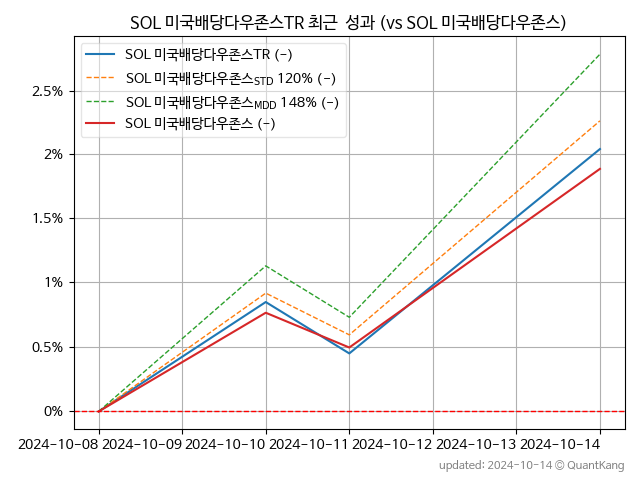 SOL 미국배당다우존스TR 최근 성과 (vs SOL 미국배당다우존스)
SOL 미국배당다우존스TR (-)
SOL 미국배당다우존스STD 120% (-)
SOL 미국배당다우존스MDD 148% (-)
SOL 미국배당다우존스 (-)
2.5%
2%
1.5%
1%
0.5%
0%
2024-10-08 2024-10-09 2024-10-10 2024-10-11 2024-10-12 2024-10-13 2024-10-14
updated: 2024-10-14 © QuantKang